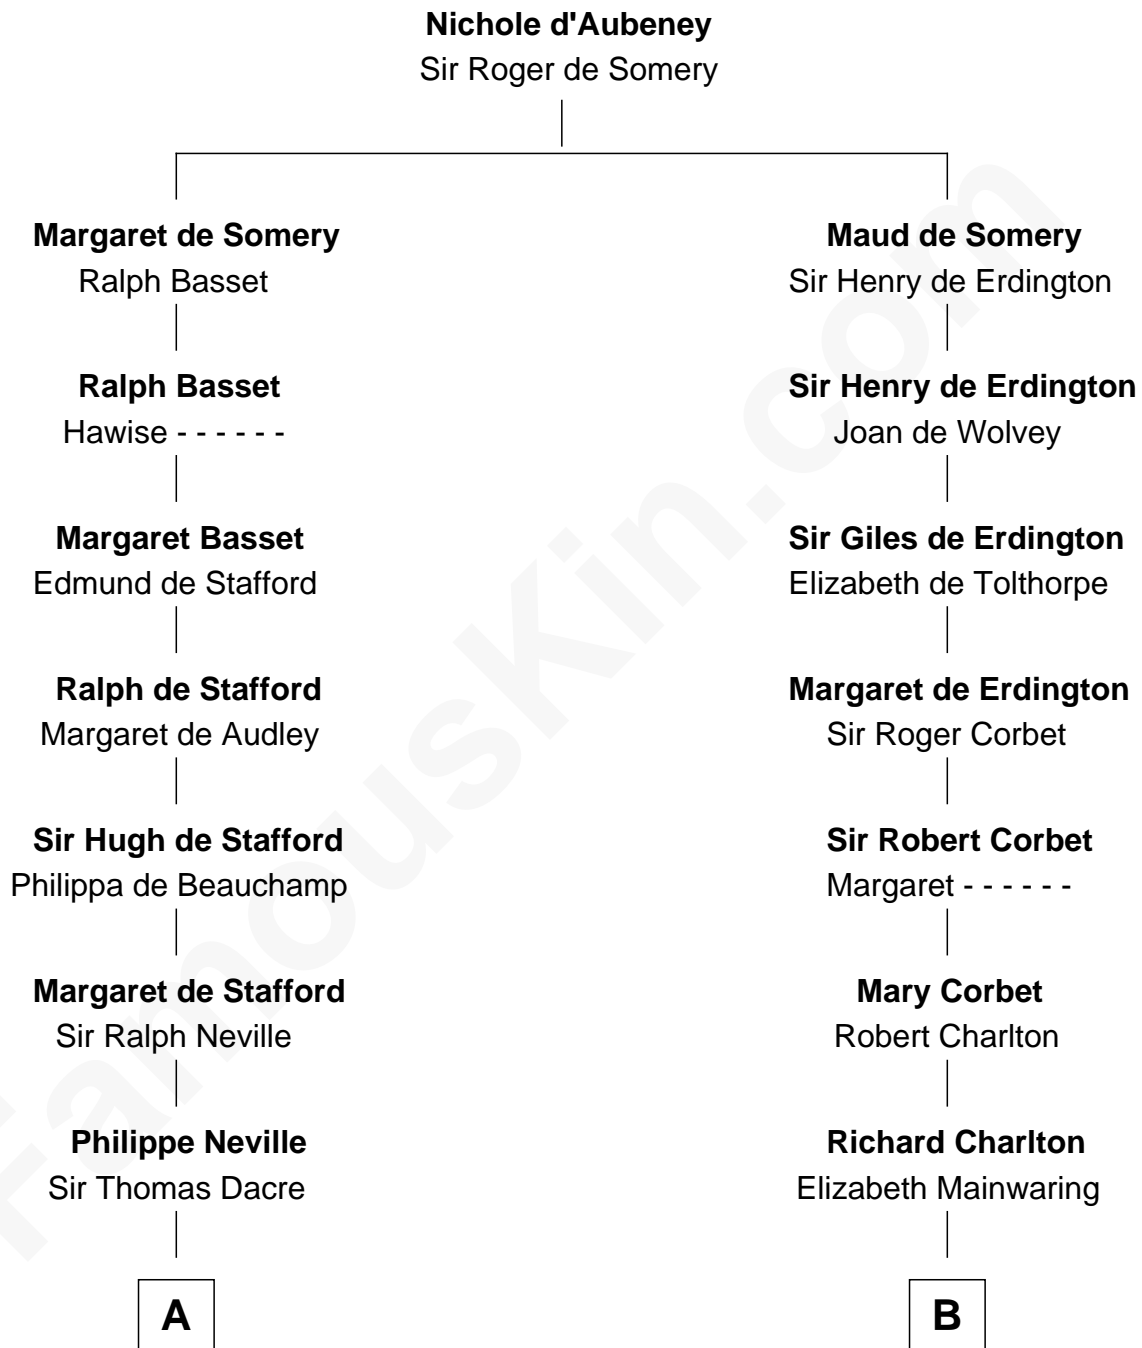 Nichole d'Aubeney
Sir Roger de Somery
Margaret de Somery
Ralph Basset
Ralph Basset
Hawise - - - - - -
Margaret Basset
Edmund de Stafford
Ralph de Stafford
Margaret de Audley
Sir Hugh de Stafford
Philippa de Beauchamp
Margaret de Stafford
Sir Ralph Neville
Philippe Neville
Sir Thomas Dacre
A
Maud de Somery
Sir Henry de Erdington
Sir Henry de Erdington
Joan de Wolvey
Sir Giles de Erdington
Elizabeth de Tolthorpe
Margaret de Erdington
Sir Roger Corbet
Sir Robert Corbet
Margaret - - - - - -
Mary Corbet
Robert Charlton
Richard Charlton
Elizabeth Mainwaring
B
FamousKin.com